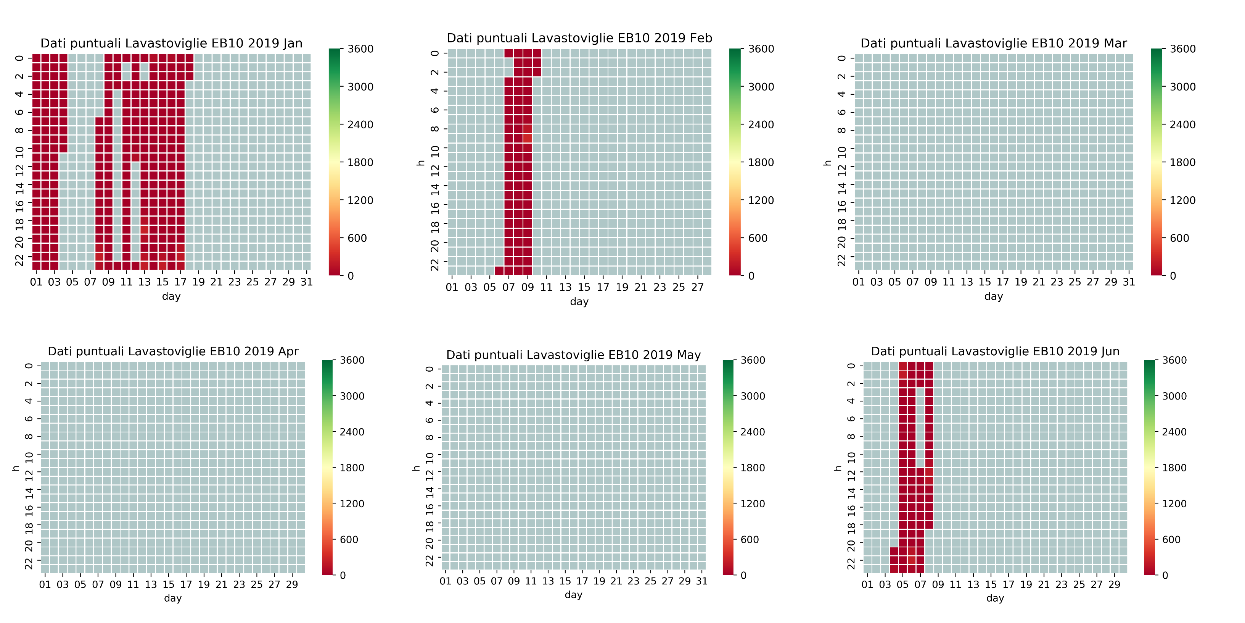 Dati puntuali Lavastoviglie EB10 2019 Jan
0 2 4 6 8 10 12 14 16 18 20 22
01 03 05 07 09 11 13 15 17 19 21 23 25 27 29 31
day
3600
2400
1800
1200
600
0
Dati puntuali Lavastoviglie EB10 2019 Feb
h
0 2 4 6 8 10 12 14 16 18 20 22
01 03 05 07 09 11 13 15 17 19 21 23 25 27
day
3600
3000
2400
1800
1200
600
0
Dati puntuali Lavastoviglie EB10 2019 Mar
h
0 2 4 6 8 10 12 14 16 18 20 22
01 03 05 07 09 11 13 15 17 19 21 23 25 27 29 31
day
3600
3000
2400
1800
1200
600
0
Dati puntuali Lavastoviglie EB10 2019 Apr
h
0 2 4 6 8 10 12 14 16 18 20 22
01 03 05 07 09 11 13 15 17 19 21 23 25 27 29
day
3600
3000
2400
1800
1200
600
0
Dati puntuali Lavastoviglie EB10 2019 May
h
0 2 4 6 8 10 12 14 16 18 20 22
01 03 05 07 09 11 13 15 17 19 21 23 25 27 29 31
day
3600
3000
2400
1800
1200
600
0
Dati puntuali Lavastoviglie EB10 2019 Jun
h
0 2 4 6 8 10 12 14 16 18 20 22
01 03 05 07 09 11 13 15 17 19 21 23 25 27 29
day
3600
3000
2400
1800
1200
600
0